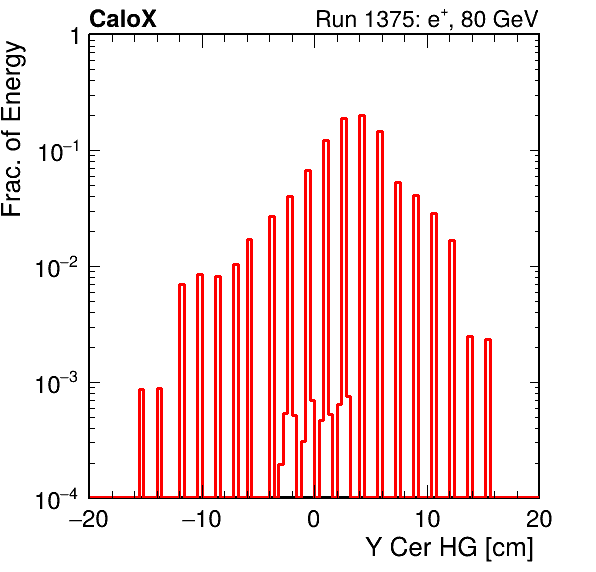 CaloX Run 1375: e⁺, 80 GeV
Frac. of Energy
1
10⁻¹
10⁻²
10⁻³
10⁻⁴
−20 −10 0 10 20
Y Cer HG [cm]